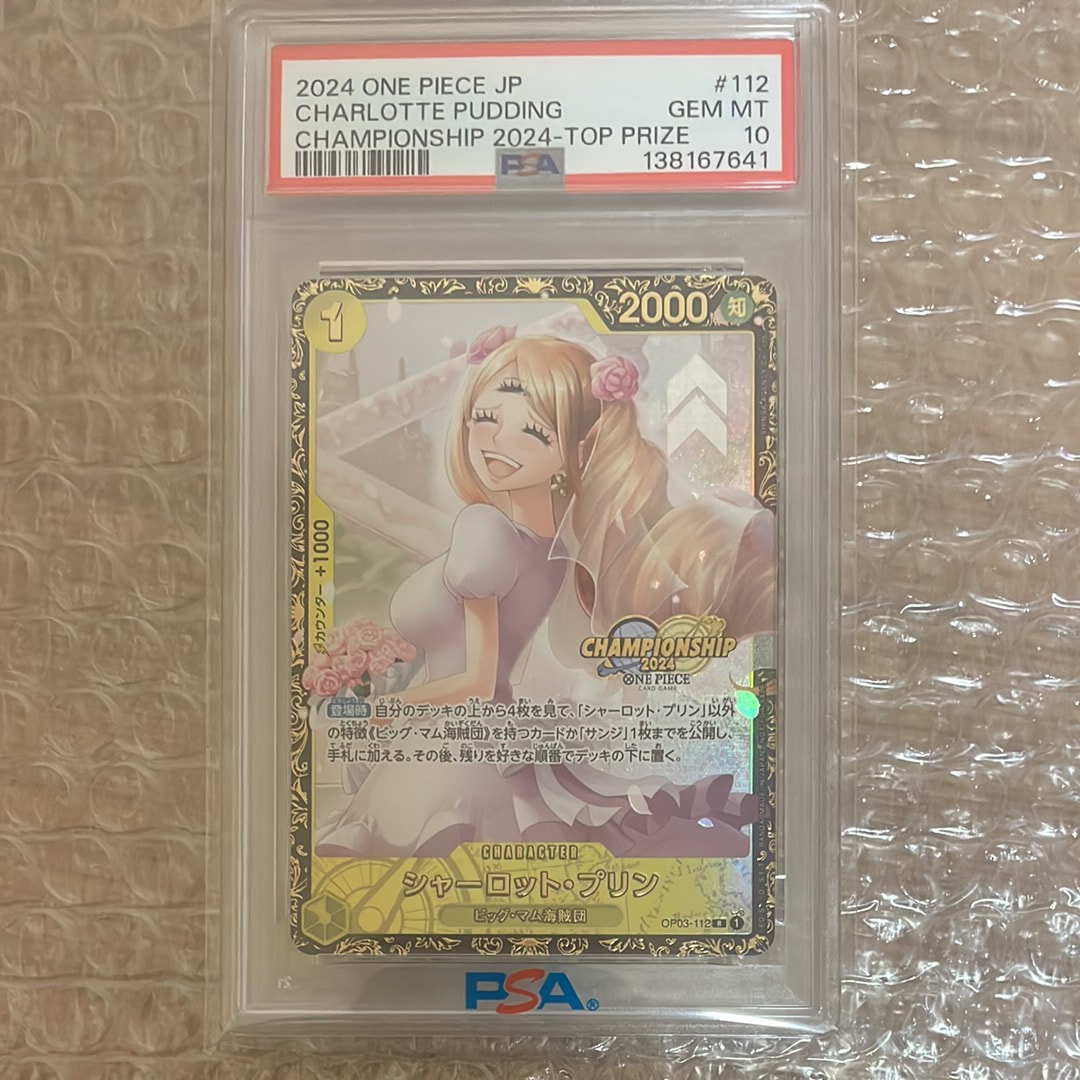 2024 ONE PIECE JP #112
CHARLOTTE PUDDING GEM MT
CHAMPIONSHIP 2024-TOP PRIZE 10
PSA 138167641
1 2000 知
カウンター +1000
CHAMPIONSHIP
2024
ONE PIECE
CARD GAME
登場時 自分のデッキの上から4枚を見て、「シャーロット・プリン」以外
の特徴《ビッグ・マム海賊団》を持つカードか「サンジ」1枚までを公開し、
手札に加える。その後、残りを好きな順番でデッキの下に置く。
CHARACTER
シャーロット・プリン
ビッグ・マム海賊団
OP03-112 R 1
PSA®